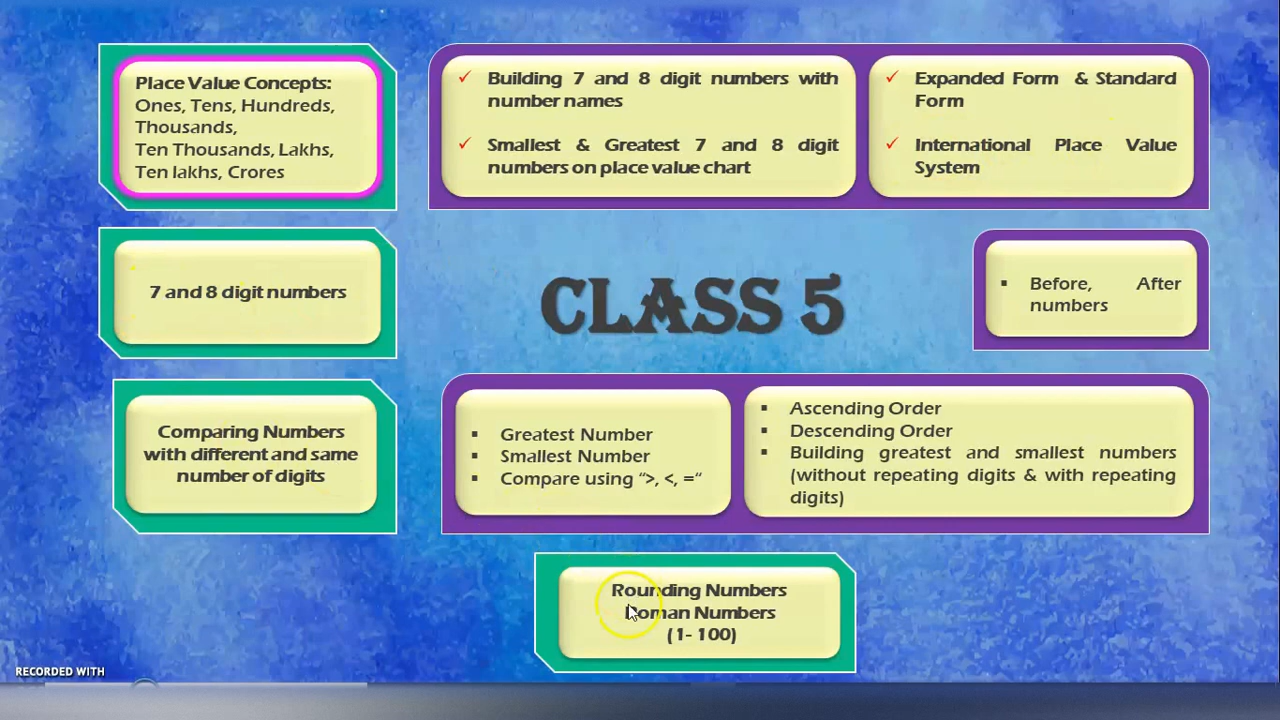 Place Value Concepts:
Ones, Tens, Hundreds,
Thousands,
Ten Thousands, Lakhs,
Ten lakhs, Crores
✓ Building 7 and 8 digit numbers with
number names
✓ Smallest & Greatest 7 and 8 digit
numbers on place value chart
✓ Expanded Form & Standard
Form
✓ International Place Value
System
7 and 8 digit numbers
CLASS 5
▪ Before, After
numbers
Comparing Numbers
with different and same
number of digits
▪ Greatest Number
▪ Smallest Number
▪ Compare using “>, <, =“
▪ Ascending Order
▪ Descending Order
▪ Building greatest and smallest numbers
(without repeating digits & with repeating
digits)
Rounding Numbers
Roman Numbers
(1- 100)
RECORDED WITH